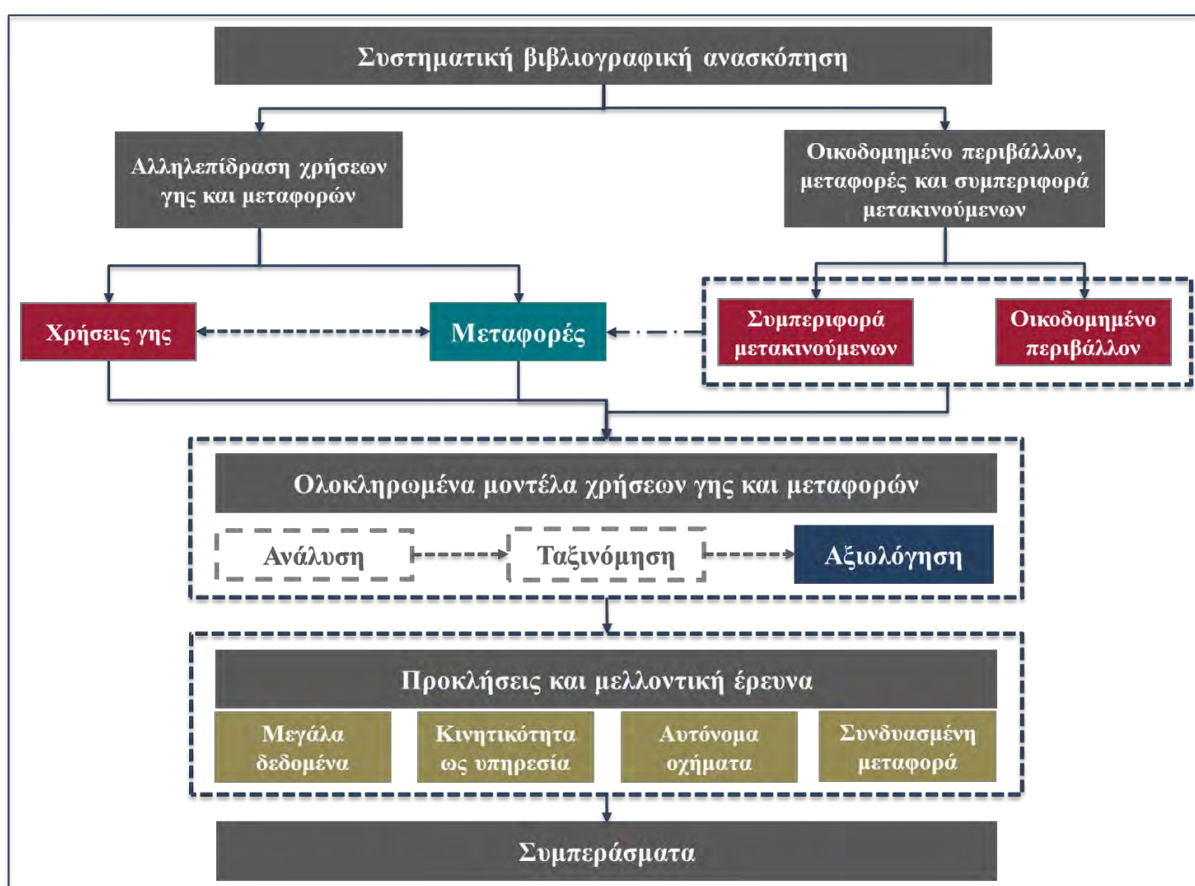 Συστηματική βιβλιογραφική ανασκόπηση
Αλληλεπίδραση χρήσεων
γης και μεταφορών
Οικοδομημένο περιβάλλον,
μεταφορές και συμπεριφορά
μετακινούμενων
Χρήσεις γης
Μεταφορές
Συμπεριφορά
μετακινούμενων
Οικοδομημένο
περιβάλλον
Ολοκληρωμένα μοντέλα χρήσεων γης και μεταφορών
Ανάλυση
Ταξινόμηση
Αξιολόγηση
Προκλήσεις και μελλοντική έρευνα
Μεγάλα
δεδομένα
Κινητικότητα
ως υπηρεσία
Αυτόνομα
οχήματα
Συνδυασμένη
μεταφορά
Συμπεράσματα